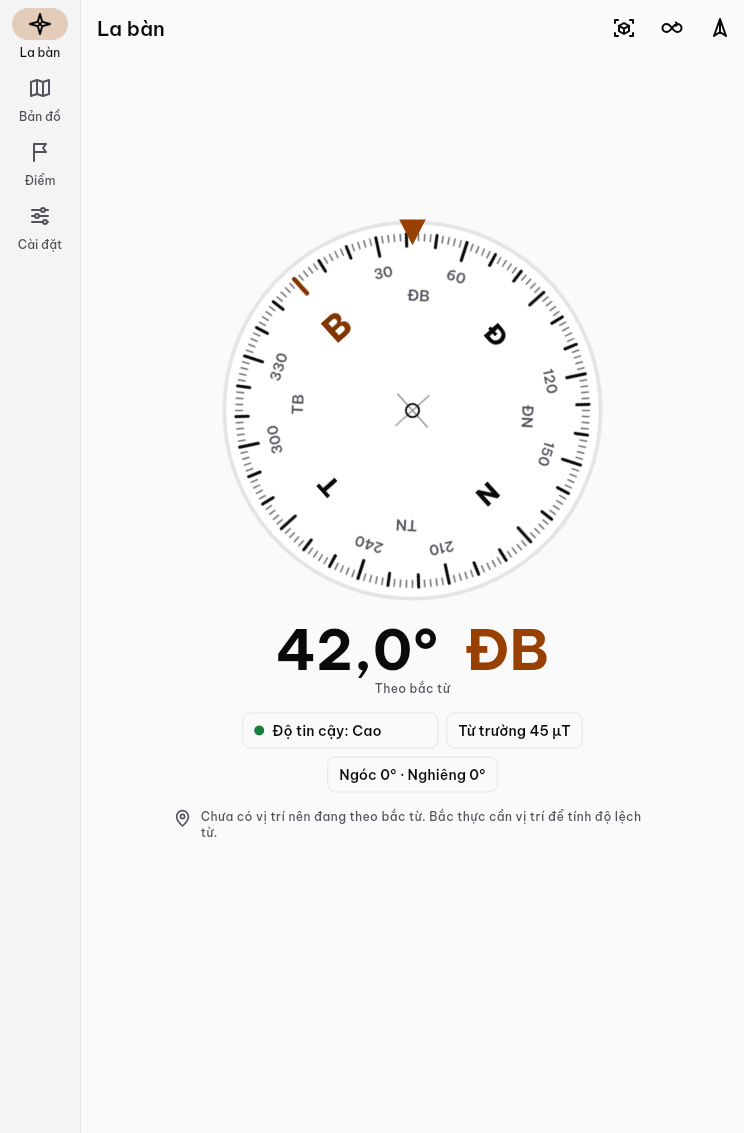 La bàn
La bàn
Bản đồ
Điểm
Cài đặt
30
60
ĐB
B
Đ
330
120
TB
ĐN
300
150
T
N
TN
240
210
42,0° ĐB
Theo bắc từ
Độ tin cậy: Cao
Từ trường 45 µT
Ngóc 0° · Nghiêng 0°
Chưa có vị trí nên đang theo bắc từ. Bắc thực cần vị trí để tính độ lệch
từ.